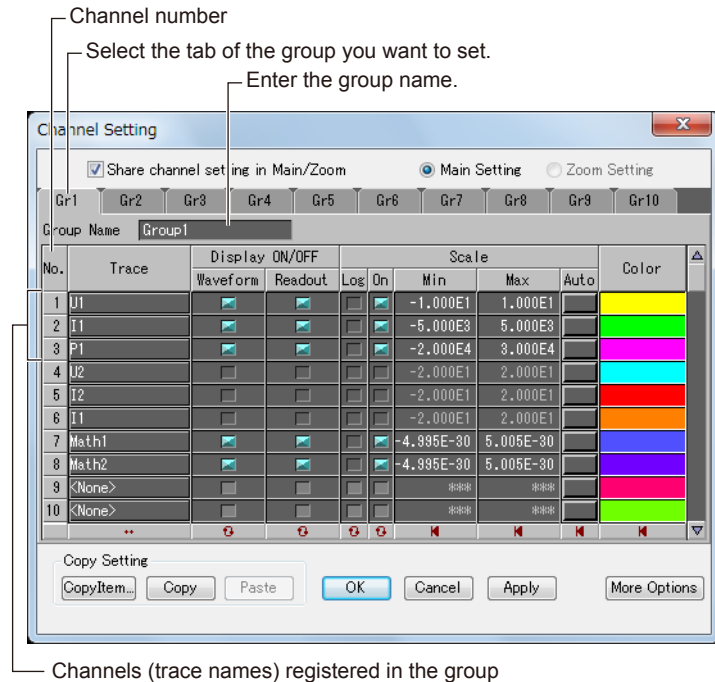 Channel number
Select the tab of the group you want to set.
Enter the group name.
Channel Setting
Share channel setting in Main/Zoom Main Setting Zoom Setting
Gr1 Gr2 Gr3 Gr4 Gr5 Gr6 Gr7 Gr8 Gr9 Gr10
Group Name Group1
No. Trace Display ON/OFF Scale Color
Waveform Readout Log On Min Max Auto
1 U1 -1.000E1 1.000E1
2 I1 -5.000E3 5.000E3
3 P1 -2.000E4 3.000E4
4 U2 -2.000E1 2.000E1
5 I2 -2.000E1 2.000E1
6 I1 -2.000E1 2.000E1
7 Math1 -4.995E-30 5.005E-30
8 Math2 -4.995E-30 5.005E-30
9 <None> *** ***
10 <None> *** ***
Copy Setting
CopyItem... Copy Paste OK Cancel Apply More Options
Channels (trace names) registered in the group